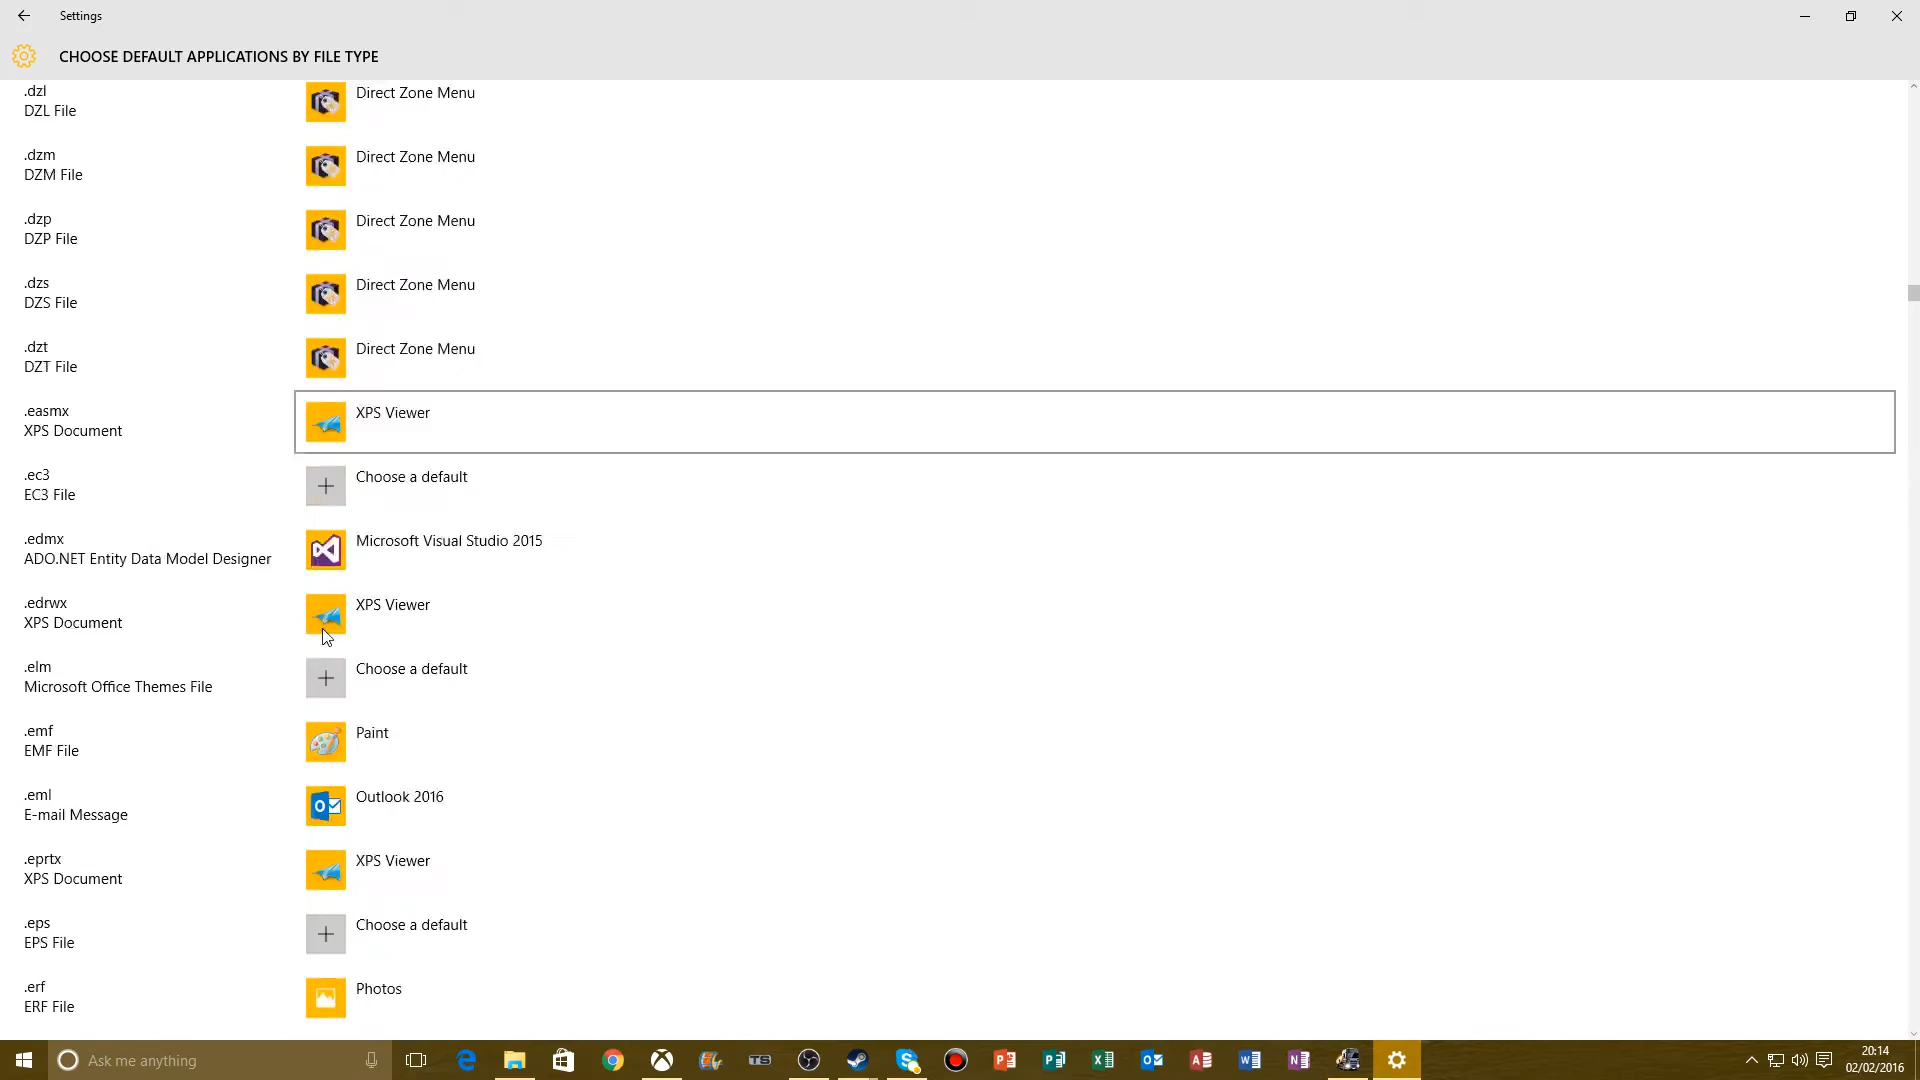 Settings
CHOOSE DEFAULT APPLICATIONS BY FILE TYPE
.dzl
DZL File
Direct Zone Menu
.dzm
DZM File
Direct Zone Menu
.dzp
DZP File
Direct Zone Menu
.dzs
DZS File
Direct Zone Menu
.dzt
DZT File
Direct Zone Menu
.easmx
XPS Document
XPS Viewer
.ec3
EC3 File
Choose a default
.edmx
ADO.NET Entity Data Model Designer
Microsoft Visual Studio 2015
.edrwx
XPS Document
XPS Viewer
.elm
Microsoft Office Themes File
Choose a default
.emf
EMF File
Paint
.eml
E-mail Message
Outlook 2016
.eprtx
XPS Document
XPS Viewer
.eps
EPS File
Choose a default
.erf
ERF File
Photos
Ask me anything
TS
20:14
02/02/2016